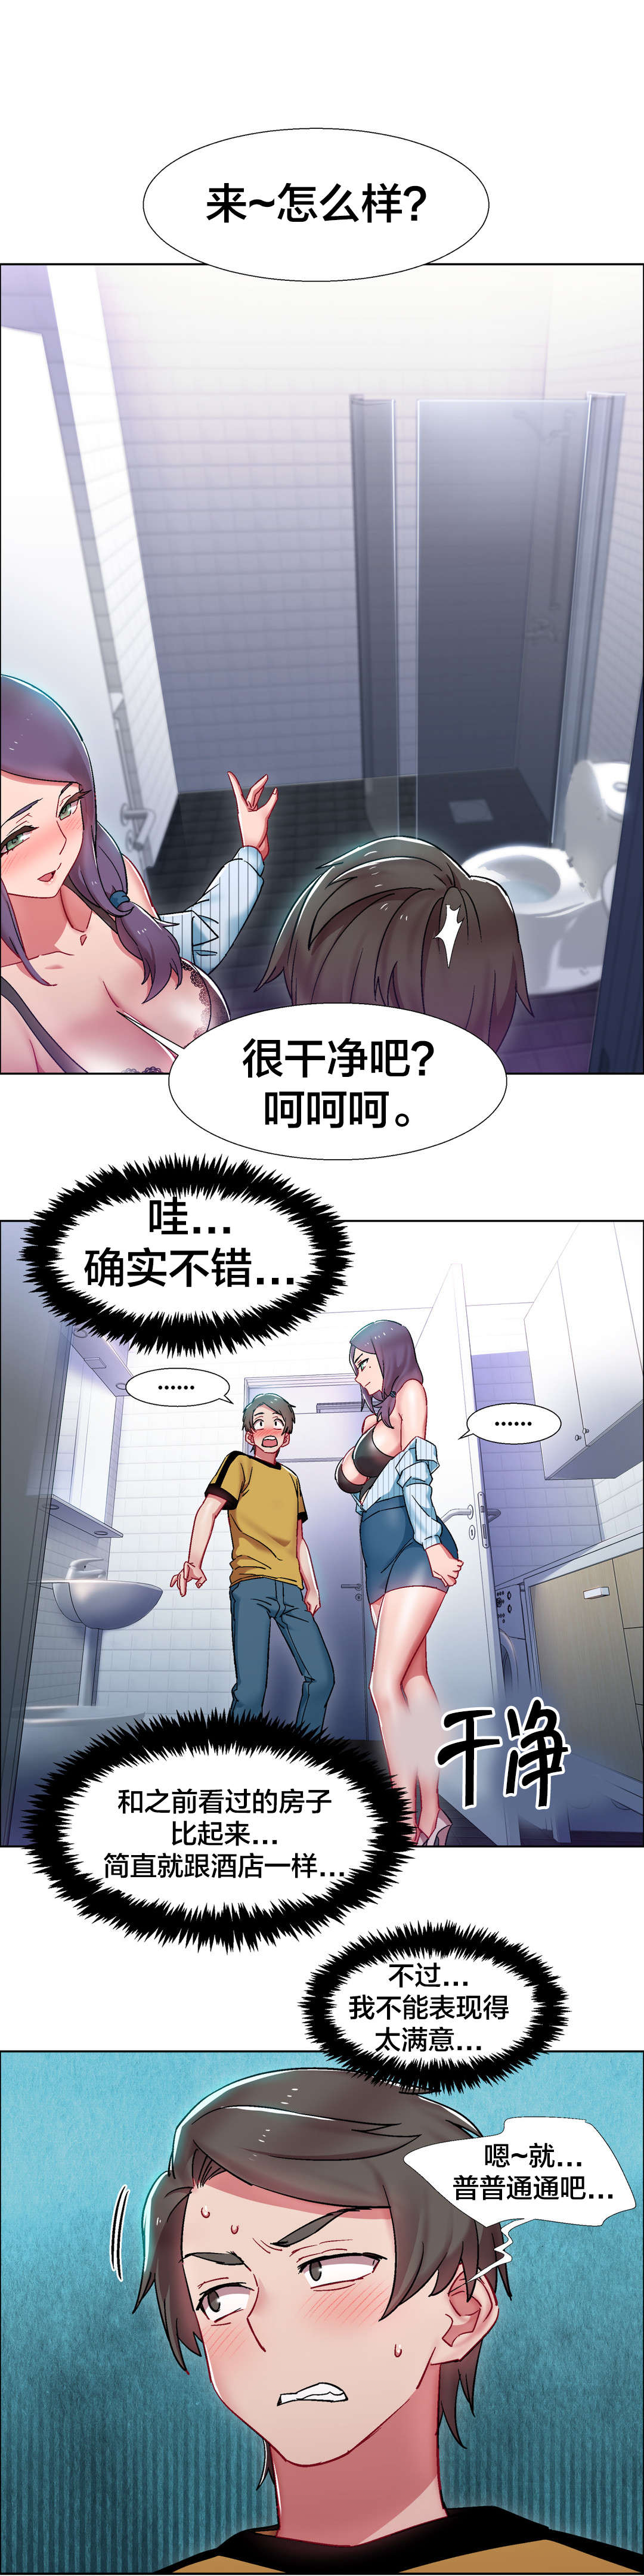 来~怎么样?
很干净吧?
呵呵呵。
哇...
确实不错...
......
......
干净
和之前看过的房子
比起来...
简直就跟酒店一样...
不过...
我不能表现得
太满意...
嗯~就...
普普通通吧...